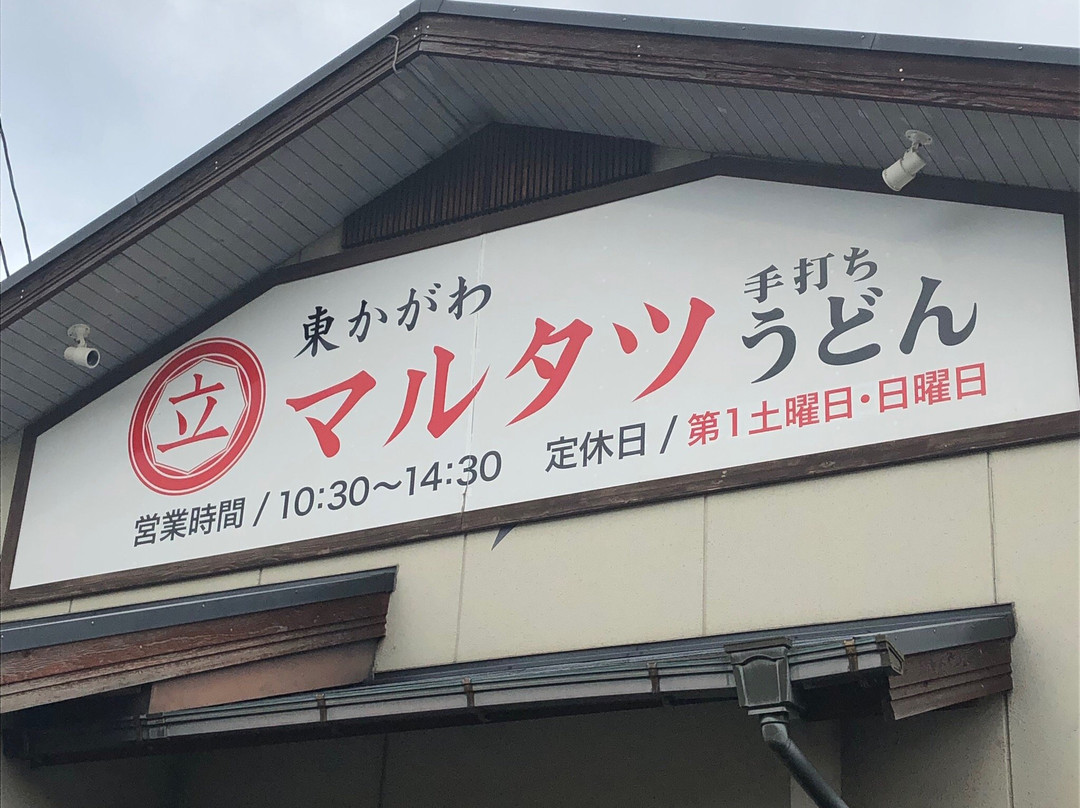 立
東かがわ
マルタツ
手打ち
うどん
営業時間 / 10:30〜14:30 定休日 / 第1土曜日・日曜日